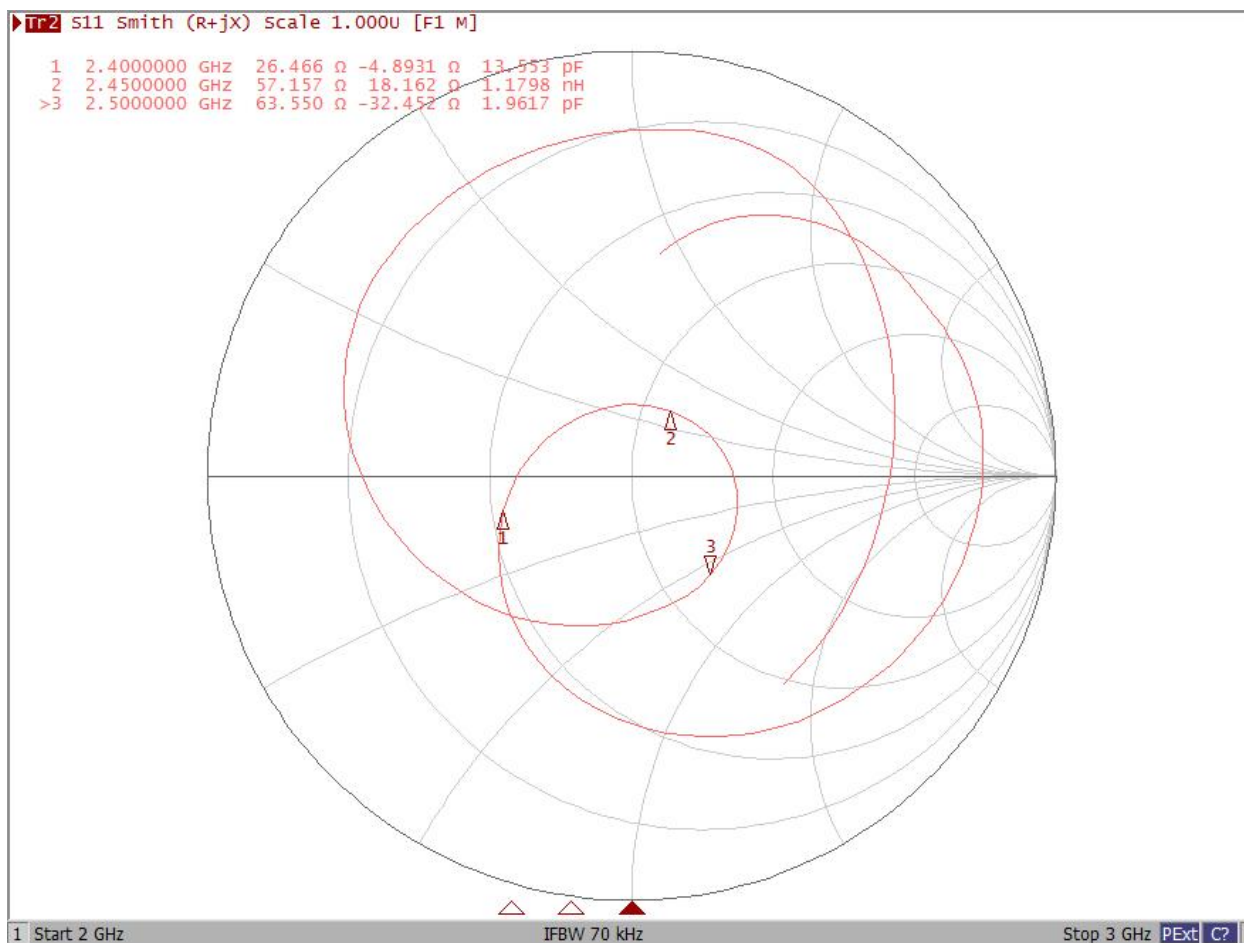 Tr2 S11 Smith (R+jX) Scale 1.000U [F1 M]
1 2.4000000 GHz 26.466 Ω -4.8931 Ω 13.553 pF
2 2.4500000 GHz 57.157 Ω 18.162 Ω 1.1798 nH
>3 2.5000000 GHz 63.550 Ω -32.452 Ω 1.9617 pF
2
1
3
1 Start 2 GHz IFBW 70 kHz Stop 3 GHz PExt C?